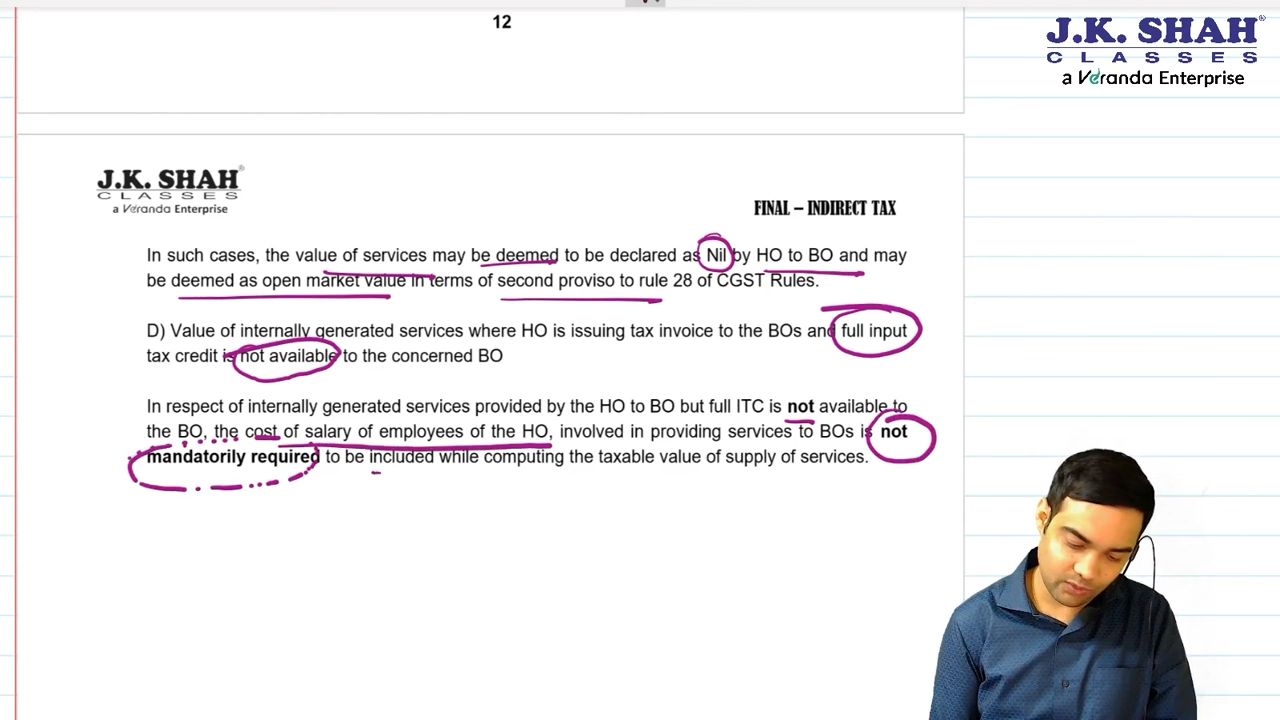 12
J.K. SHAH®
CLASSES
a Veranda Enterprise
J.K. SHAH®
CLASSES
a Veranda Enterprise
FINAL – INDIRECT TAX
In such cases, the value of services may be deemed to be declared as Nil by HO to BO and may
be deemed as open market value in terms of second proviso to rule 28 of CGST Rules.
D) Value of internally generated services where HO is issuing tax invoice to the BOs and full input
tax credit is not available to the concerned BO
In respect of internally generated services provided by the HO to BO but full ITC is not available to
the BO, the cost of salary of employees of the HO, involved in providing services to BOs is not
mandatorily required to be included while computing the taxable value of supply of services.